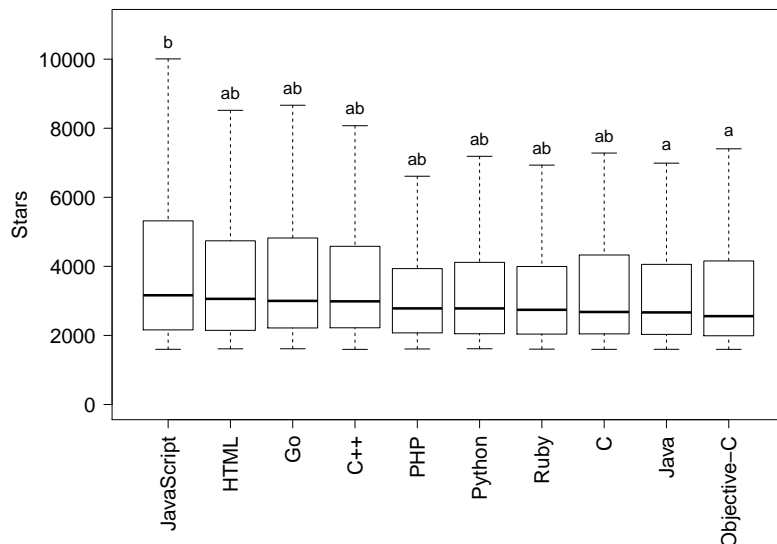 10000
8000
6000
4000
2000
0
Stars
b
ab
ab
ab
ab
ab
ab
ab
a
a
JavaScript
HTML
Go
C++
PHP
Python
Ruby
C
Java
Objective−C